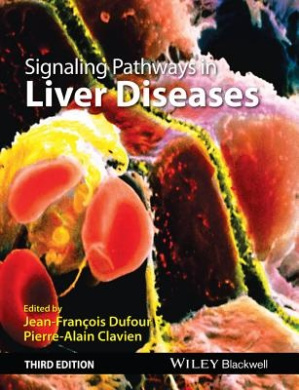 Signaling Pathways in
Liver Diseases
Edited by
Jean-François Dufour
Pierre-Alain Clavien
THIRD EDITION
WILEY Blackwell